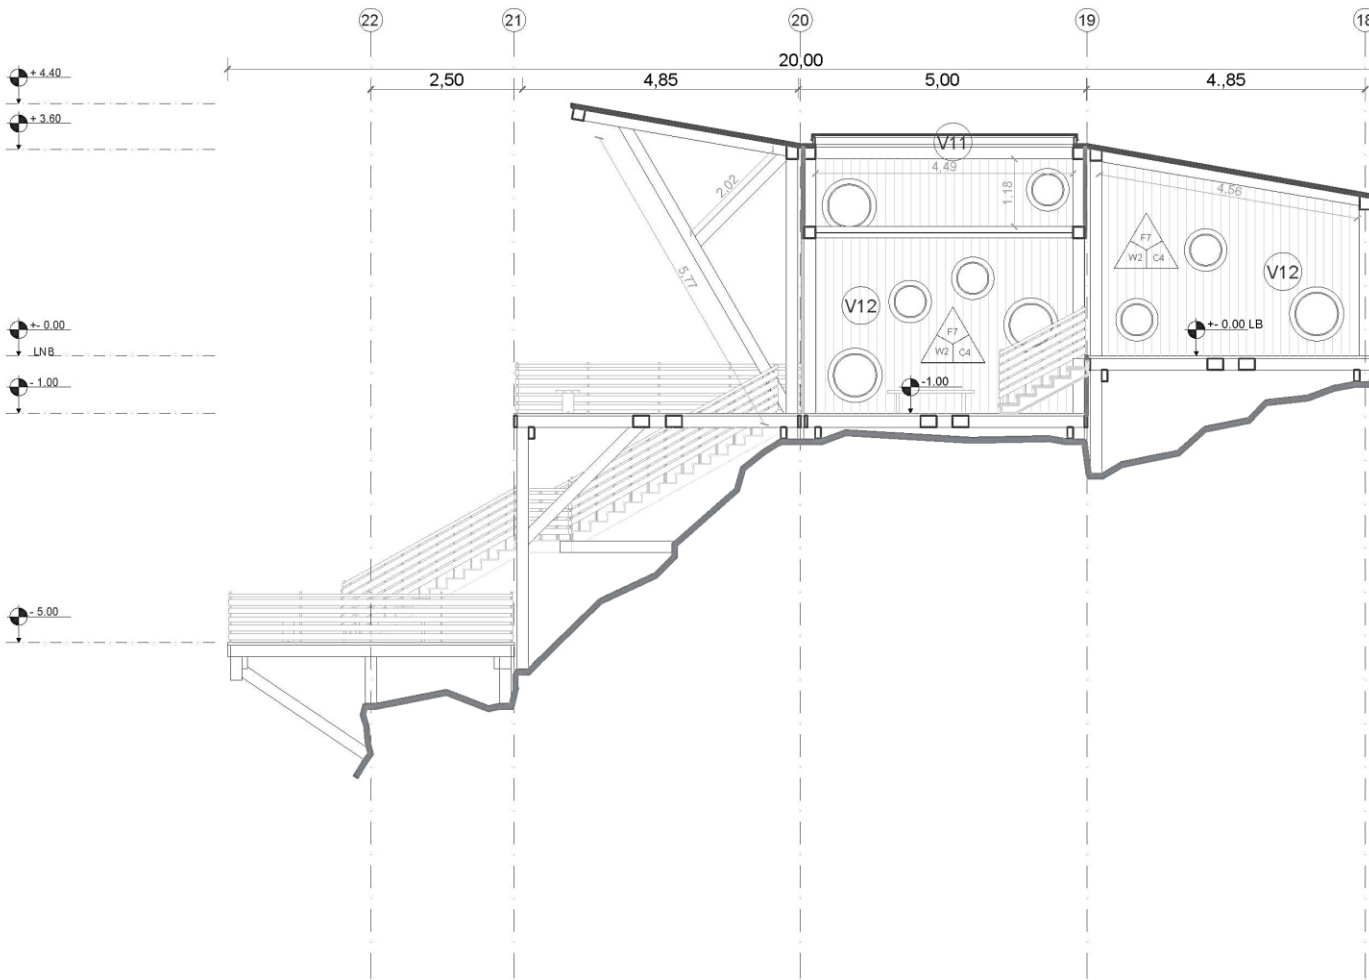 22
21
20
19
18
20,00
2,50
4,85
5,00
4,85
+ 4.40
+ 3.60
V11
4,49
1,18
2,02
4,56
F7
W2
C4
V12
5,77
V12
F7
W2
C4
+- 0.00
LNB
+- 0.00 LB
- 1.00
-1.00
- 5.00